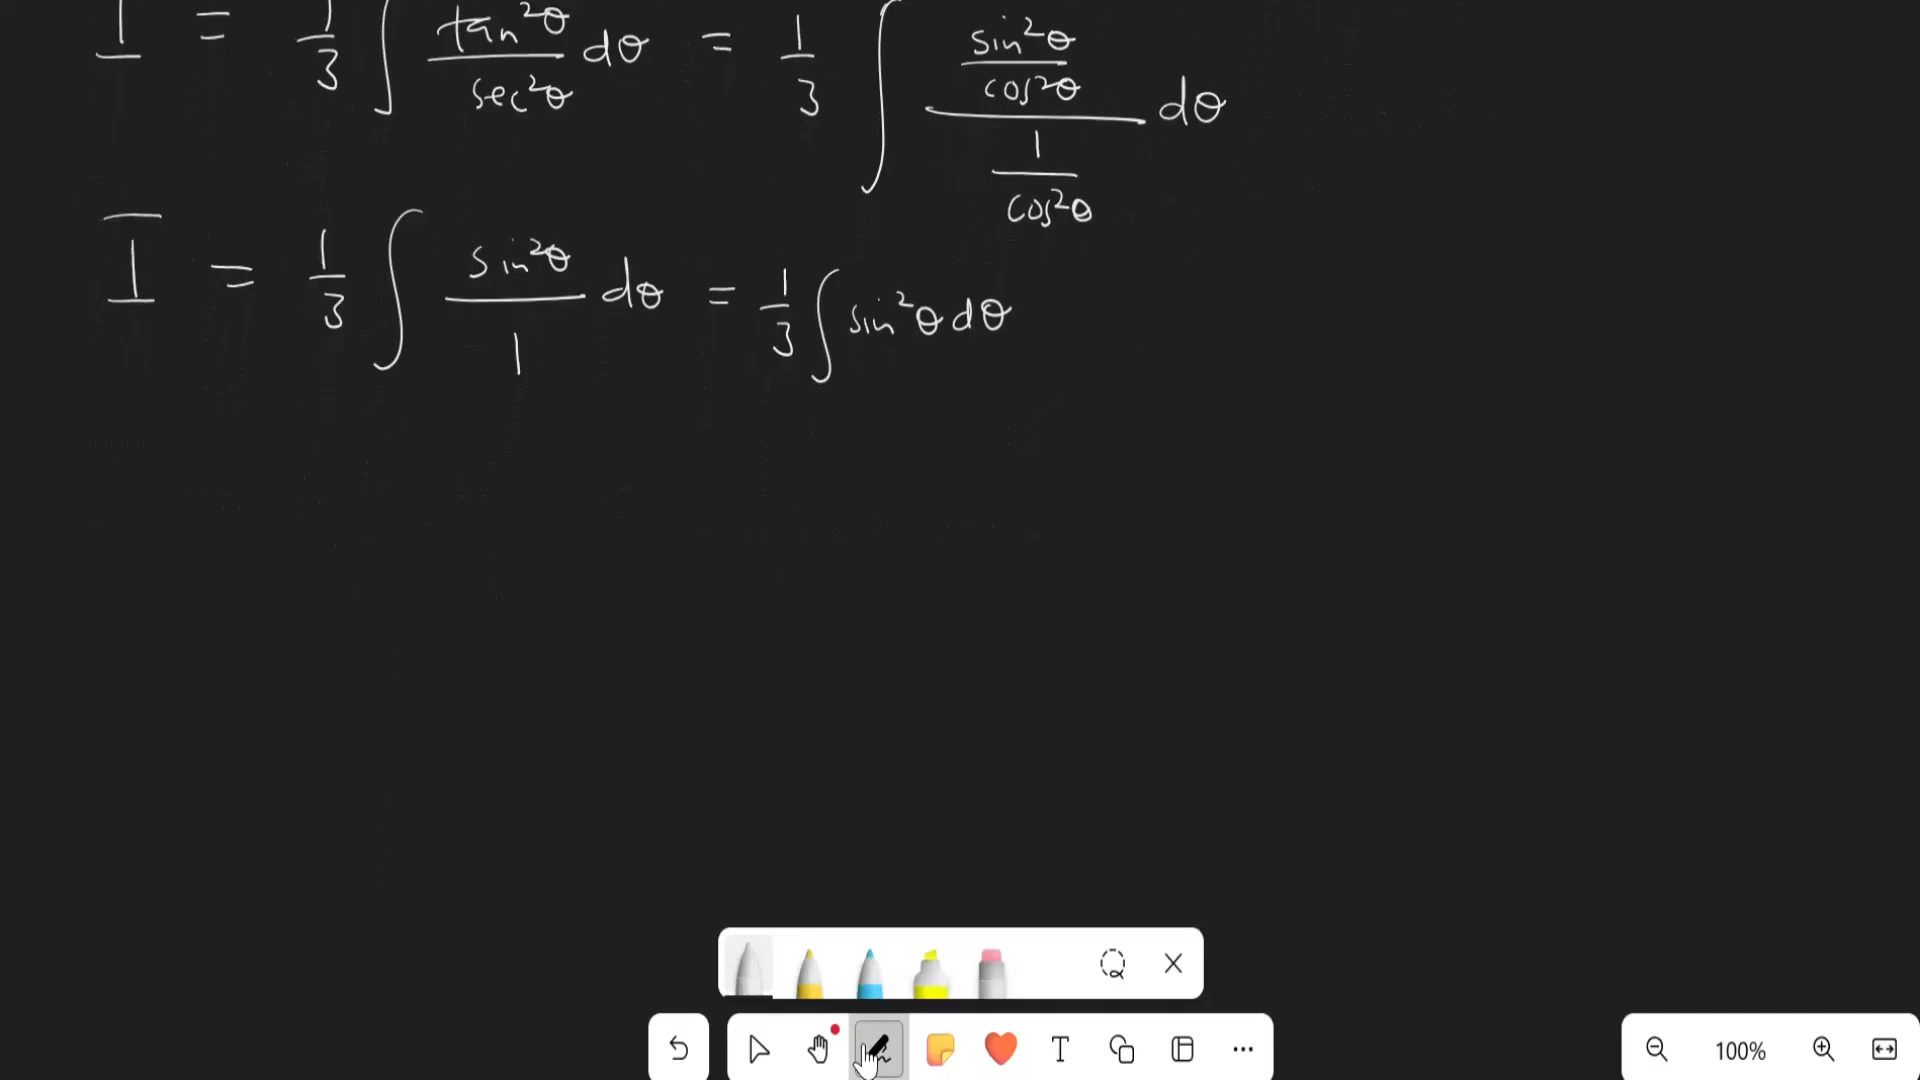 I = 1/3 ∫ tan²θ/sec²θ dθ = 1/3 ∫ (sin²θ/cos²θ)/(1/cos²θ) dθ
I = 1/3 ∫ sin²θ/1 dθ = 1/3 ∫ sin²θ dθ
T
100%